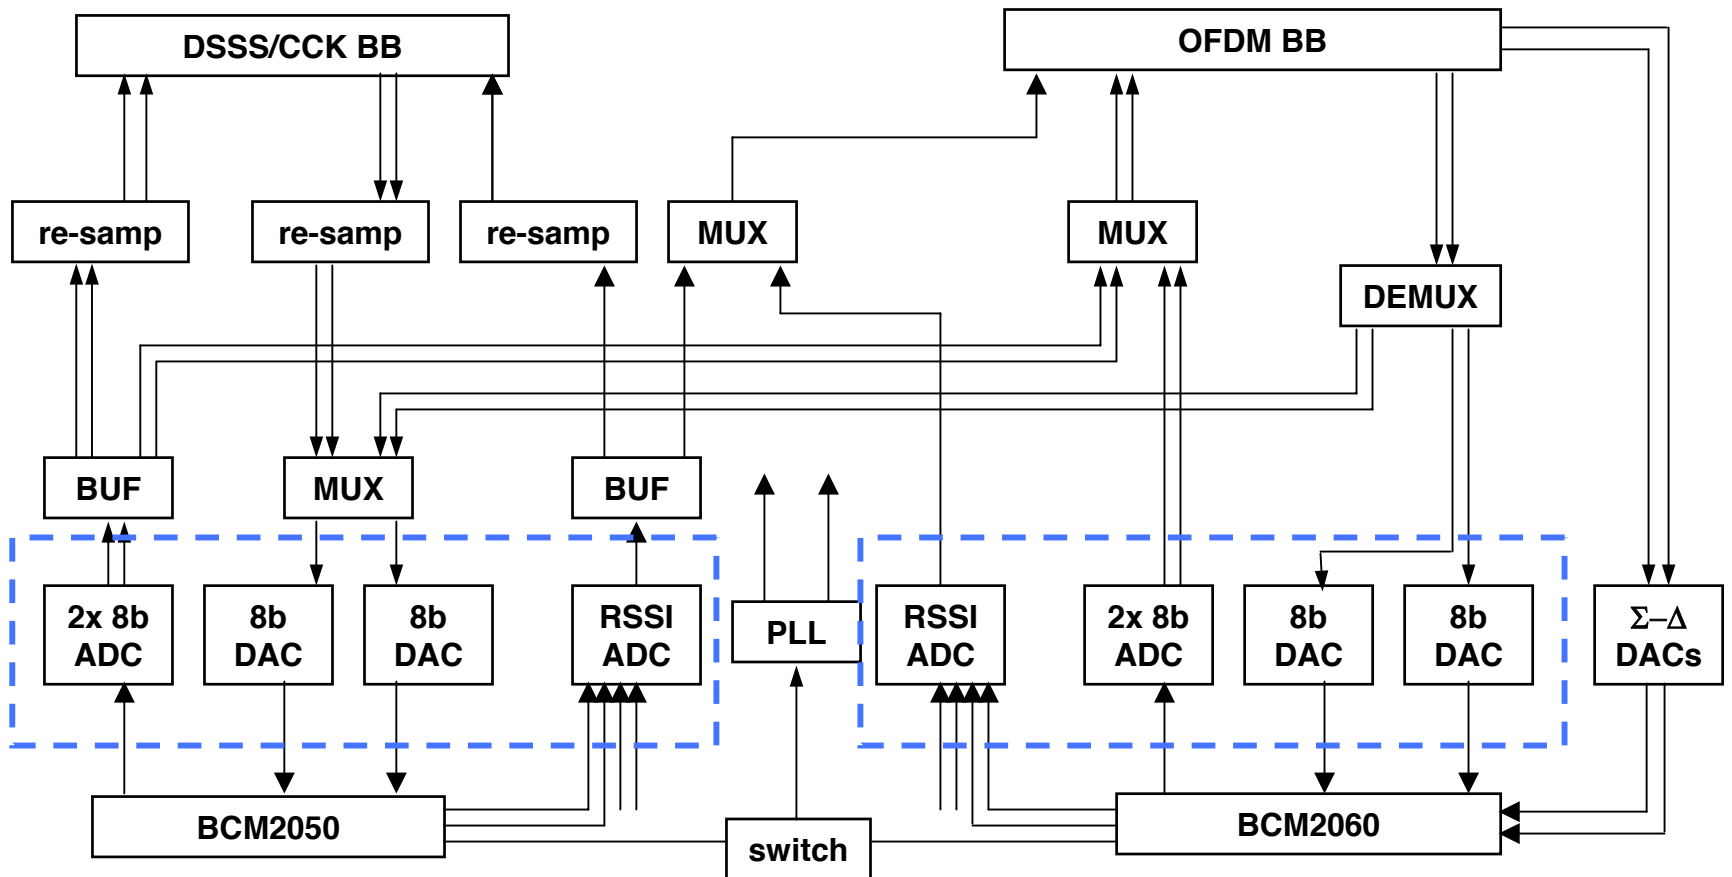 DSSS/CCK BB
OFDM BB
re-samp
re-samp
re-samp
MUX
MUX
DEMUX
BUF
MUX
BUF
2x 8b
ADC
8b
DAC
8b
DAC
RSSI
ADC
PLL
RSSI
ADC
2x 8b
ADC
8b
DAC
8b
DAC
Σ–Δ
DACs
BCM2050
switch
BCM2060